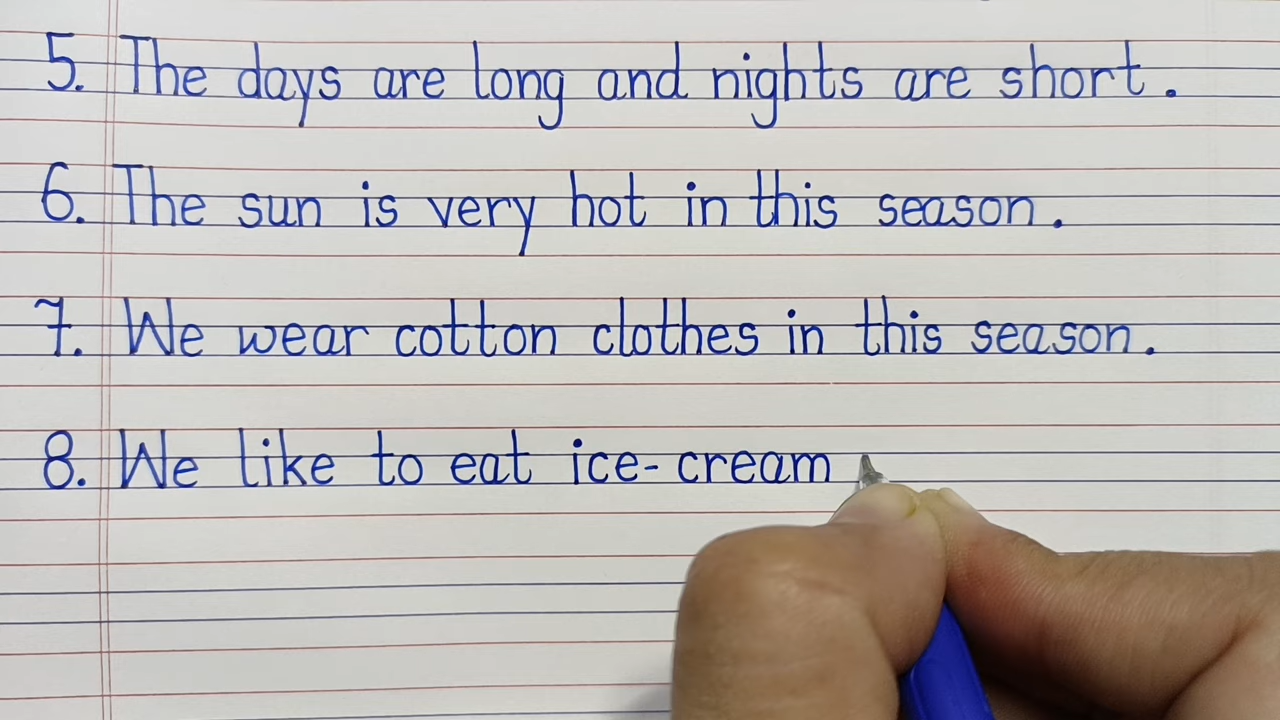 5. The days are long and nights are short.
6. The sun is very hot in this season.
7. We wear cotton clothes in this season.
8. We like to eat ice-cream